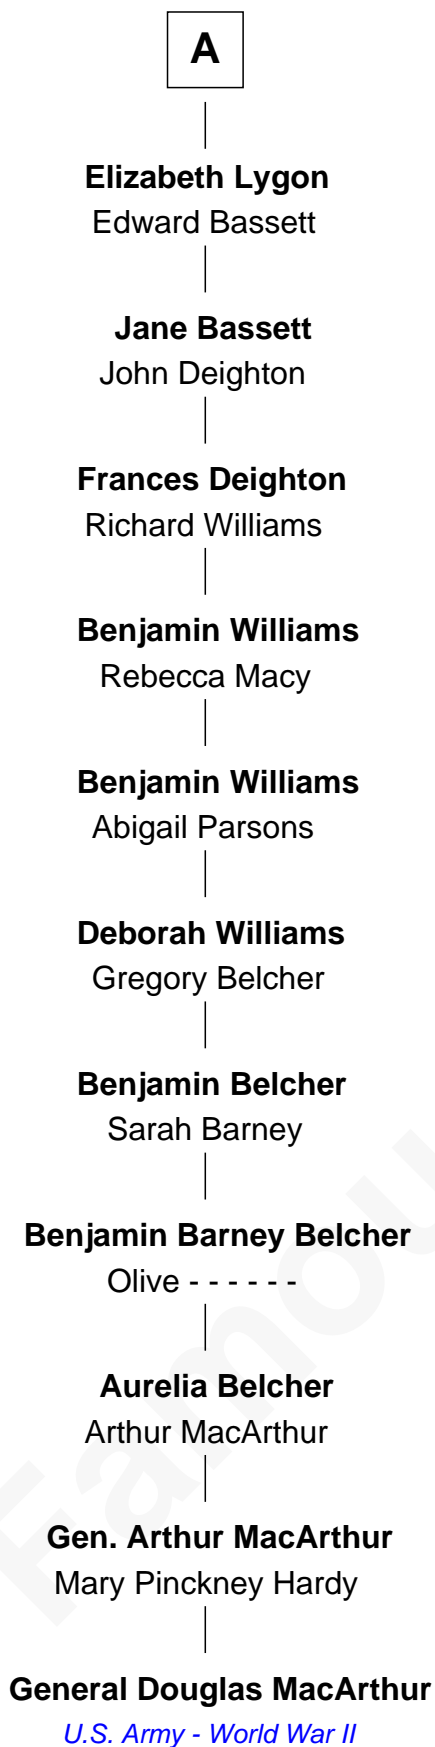 A
Elizabeth Lygon
Edward Bassett
Jane Bassett
John Deighton
Frances Deighton
Richard Williams
Benjamin Williams
Rebecca Macy
Benjamin Williams
Abigail Parsons
Deborah Williams
Gregory Belcher
Benjamin Belcher
Sarah Barney
Benjamin Barney Belcher
Olive - - - - - -
Aurelia Belcher
Arthur MacArthur
Gen. Arthur MacArthur
Mary Pinckney Hardy
General Douglas MacArthur
U.S. Army - World War II
Famou